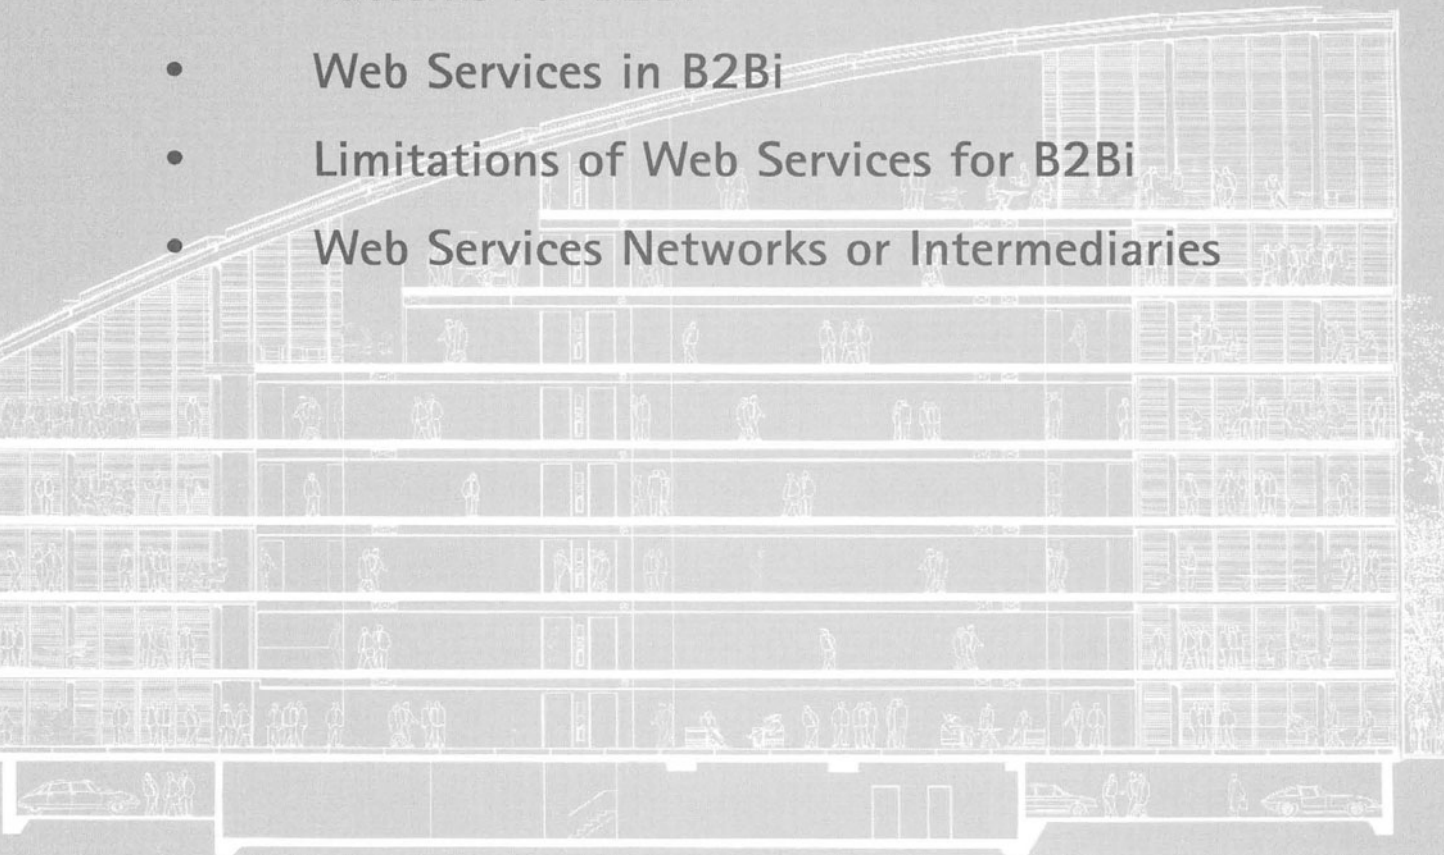 • Web Services in B2Bi
• Limitations of Web Services for B2Bi
• Web Services Networks or Intermediaries